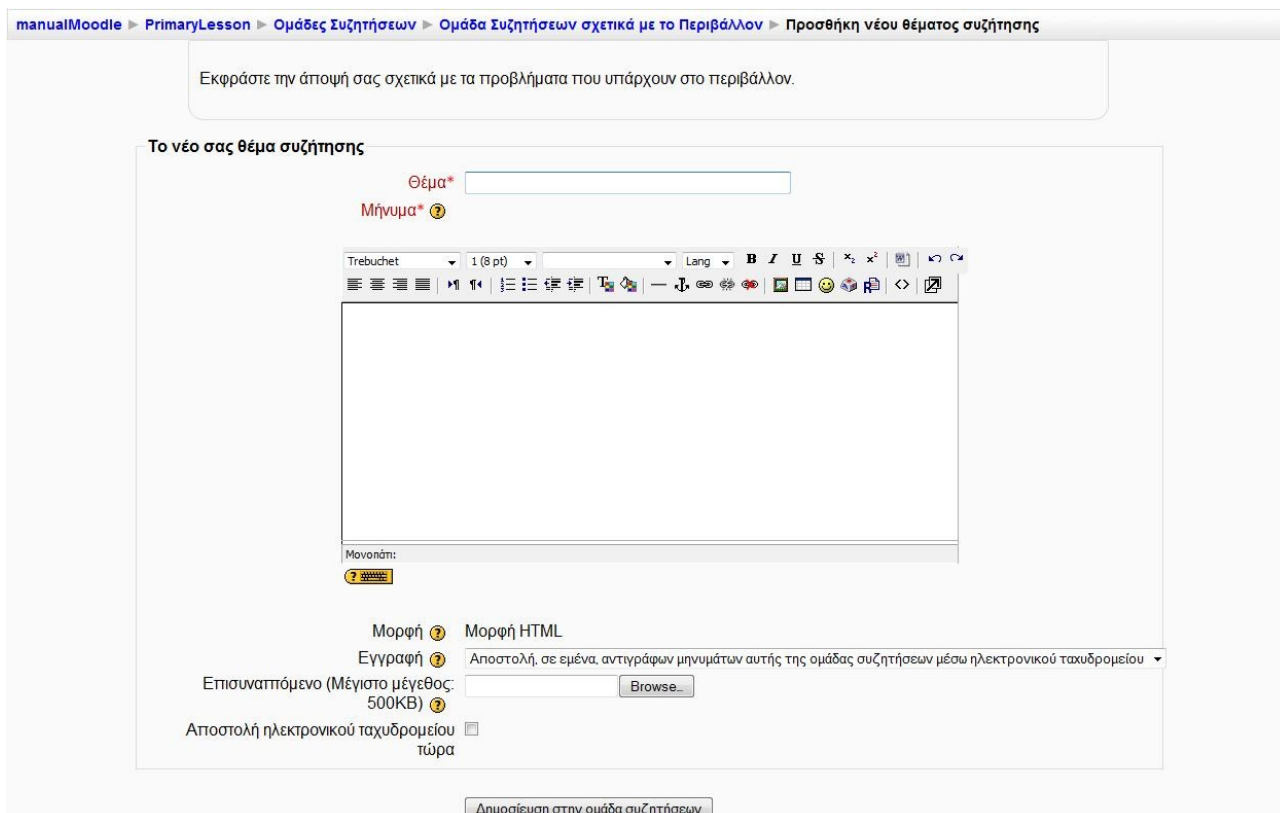 manualMoodle ► PrimaryLesson ► Ομάδες Συζητήσεων ► Ομάδα Συζητήσεων σχετικά με το Περιβάλλον ► Προσθήκη νέου θέματος συζήτησης
Εκφράστε την άποψή σας σχετικά με τα προβλήματα που υπάρχουν στο περιβάλλον.
Το νέο σας θέμα συζήτησης
Θέμα*
Μήνυμα* ?
Trebuchet 1 (8 pt) Lang B I U S x₂ x²
Μονοπάτι:
?
Μορφή ? Μορφή HTML
Εγγραφή ? Αποστολή, σε εμένα, αντιγράφων μηνυμάτων αυτής της ομάδας συζητήσεων μέσω ηλεκτρονικού ταχυδρομείου
Επισυναπτόμενο (Μέγιστο μέγεθος: Browse...
500KB) ?
Αποστολή ηλεκτρονικού ταχυδρομείου
τώρα
Δημοσίευση στην ομάδα συζητήσεων